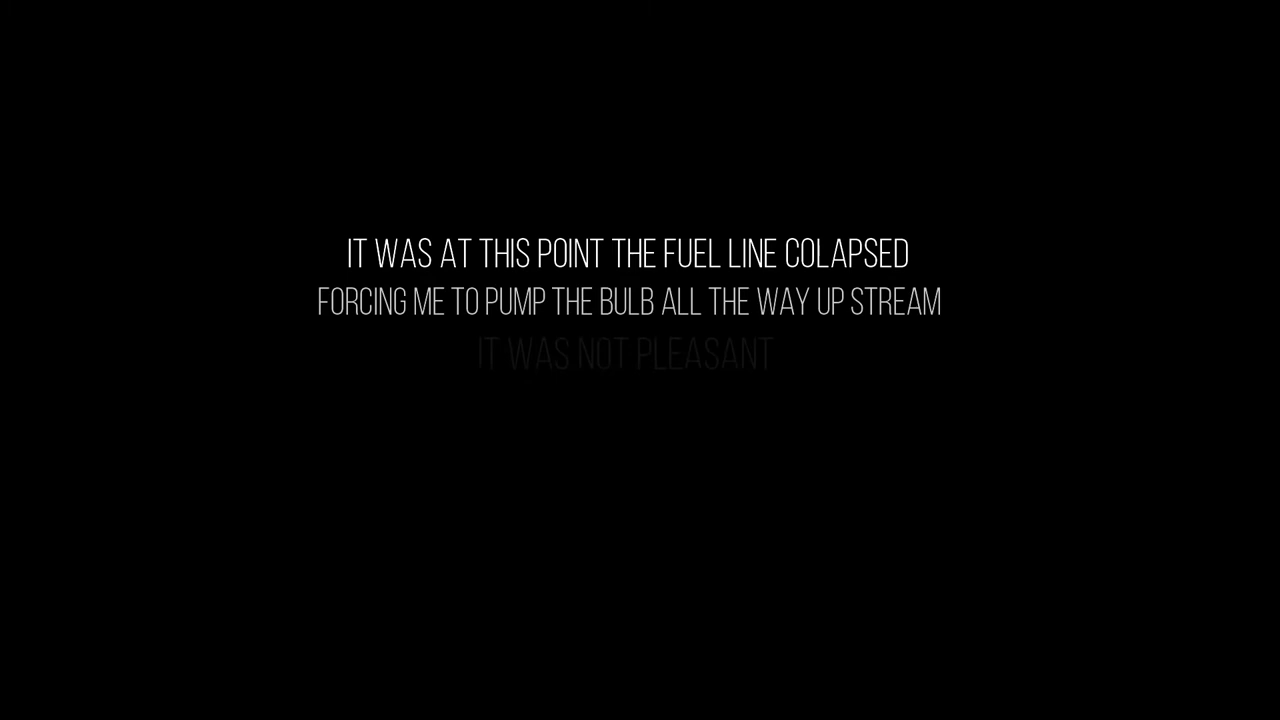 IT WAS AT THIS POINT THE FUEL LINE COLAPSED
FORCING ME TO PUMP THE BULB ALL THE WAY UP STREAM
IT WAS NOT PLEASANT